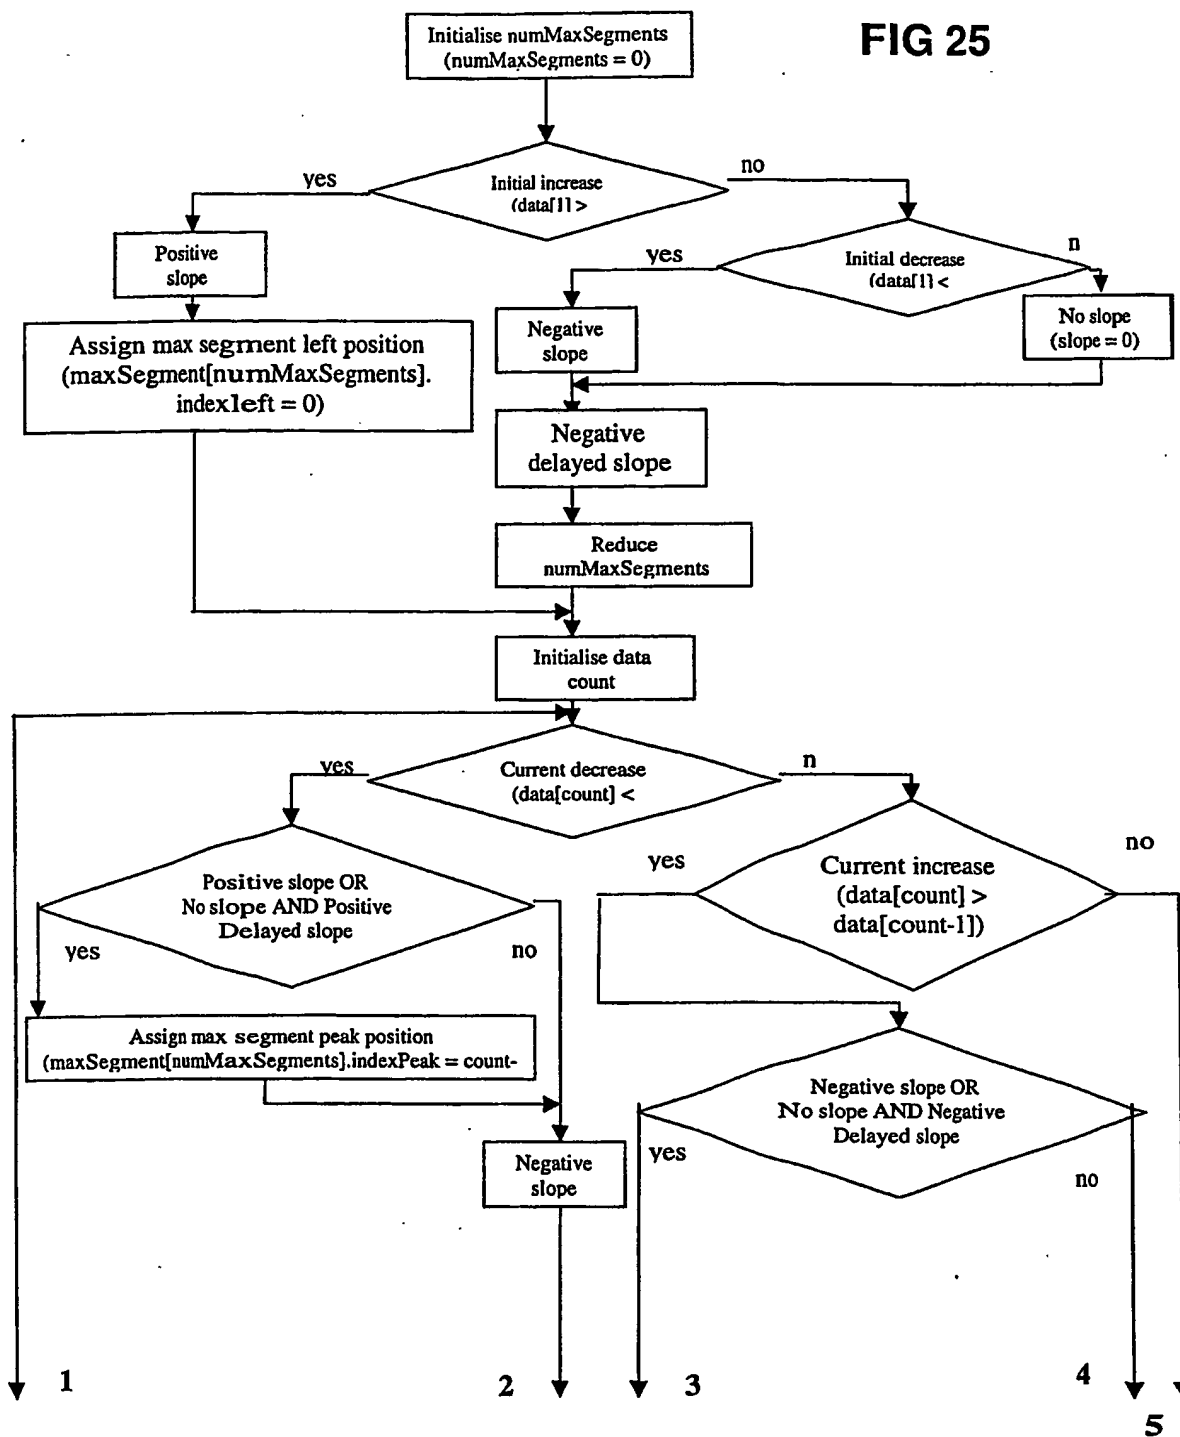 FIG 25
Initialise numMaxSegments
(numMaxSegments = 0)
yes
Initial increase
(data[1] >
no
Positive
slope
yes
Initial decrease
(data[1] <
n
Assign max segment left position
(maxSegment[numMaxSegments].
indexleft = 0)
Negative
slope
No slope
(slope = 0)
Negative
delayed slope
Reduce
numMaxSegments
Initialise data
count
yes
Current decrease
(data[count] <
n
Positive slope OR
No slope AND Positive
Delayed slope
yes
no
yes
Current increase
(data[count] >
data[count-1])
no
Assign max segment peak position
(maxSegment[numMaxSegments].indexPeak = count-
Negative
slope
Negative slope OR
No slope AND Negative
Delayed slope
yes
no
1
2
3
4
5